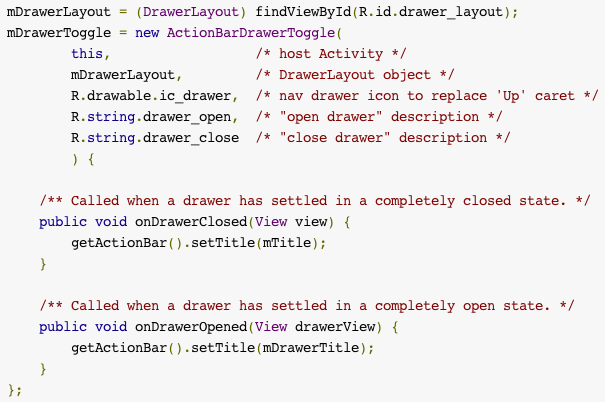 mDrawerLayout = (DrawerLayout) findViewById(R.id.drawer_layout);
mDrawerToggle = new ActionBarDrawerToggle(
        this,                  /* host Activity */
        mDrawerLayout,         /* DrawerLayout object */
        R.drawable.ic_drawer,  /* nav drawer icon to replace 'Up' caret */
        R.string.drawer_open,  /* "open drawer" description */
        R.string.drawer_close  /* "close drawer" description */
        ) {

    /** Called when a drawer has settled in a completely closed state. */
    public void onDrawerClosed(View view) {
        getActionBar().setTitle(mTitle);
    }

    /** Called when a drawer has settled in a completely open state. */
    public void onDrawerOpened(View drawerView) {
        getActionBar().setTitle(mDrawerTitle);
    }
};